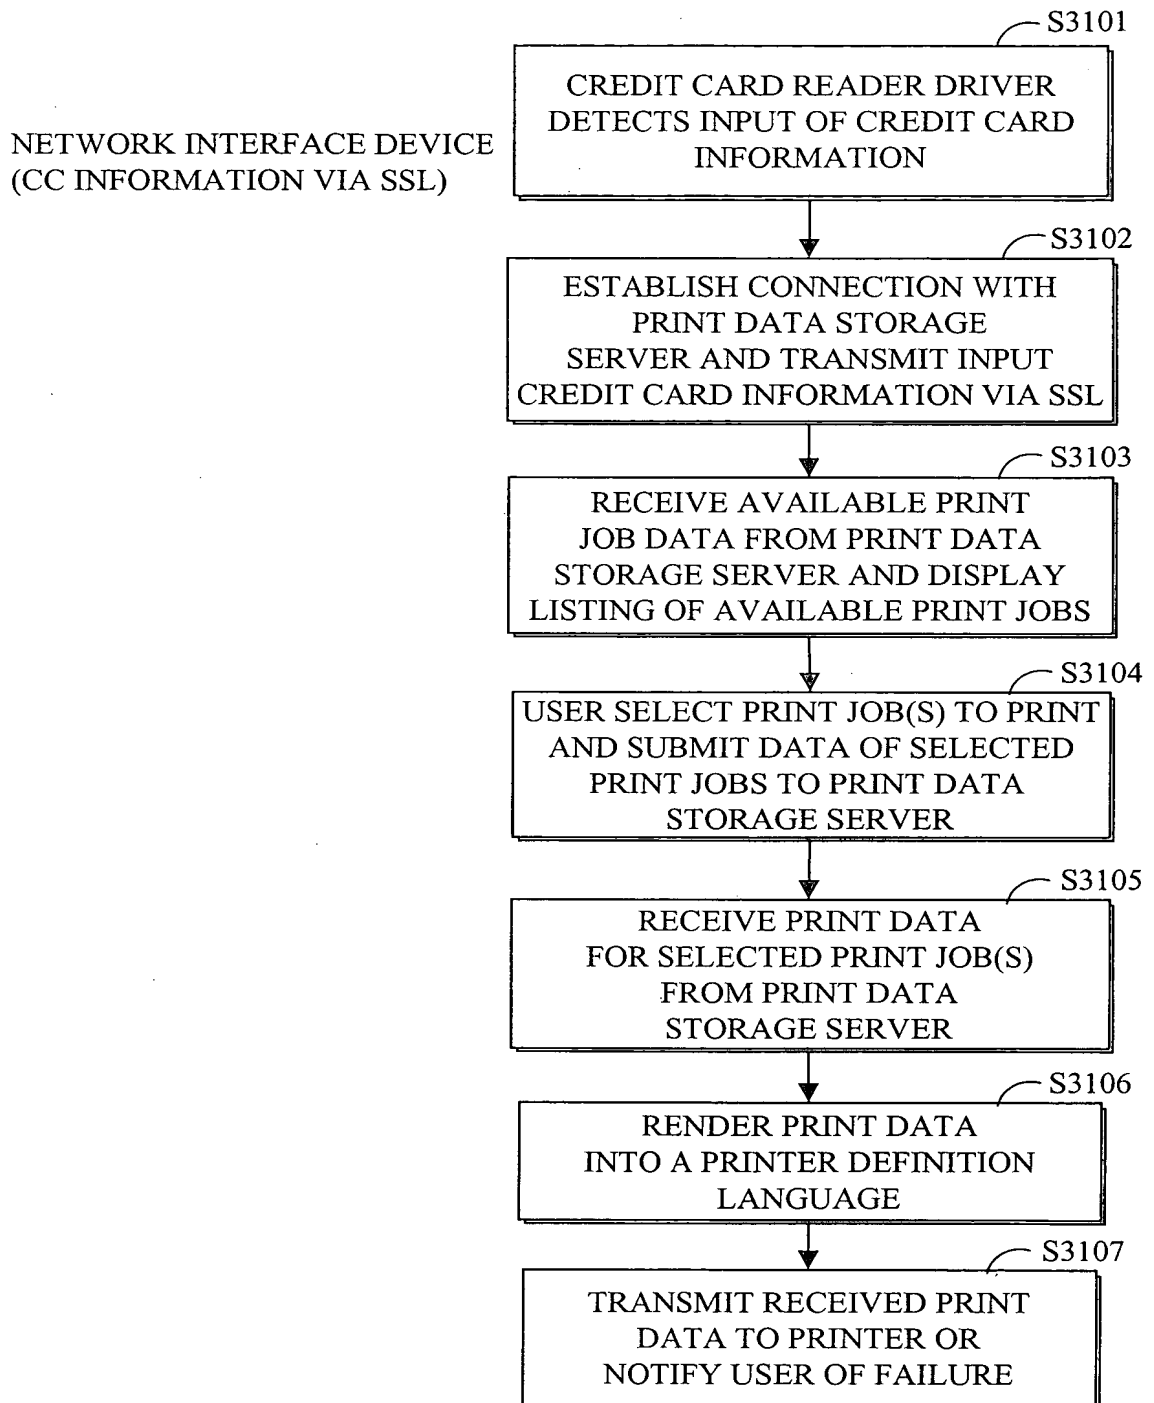 S3101
CREDIT CARD READER DRIVER
DETECTS INPUT OF CREDIT CARD
INFORMATION
NETWORK INTERFACE DEVICE
(CC INFORMATION VIA SSL)
S3102
ESTABLISH CONNECTION WITH
PRINT DATA STORAGE
SERVER AND TRANSMIT INPUT
CREDIT CARD INFORMATION VIA SSL
S3103
RECEIVE AVAILABLE PRINT
JOB DATA FROM PRINT DATA
STORAGE SERVER AND DISPLAY
LISTING OF AVAILABLE PRINT JOBS
S3104
USER SELECT PRINT JOB(S) TO PRINT
AND SUBMIT DATA OF SELECTED
PRINT JOBS TO PRINT DATA
STORAGE SERVER
S3105
RECEIVE PRINT DATA
FOR SELECTED PRINT JOB(S)
FROM PRINT DATA
STORAGE SERVER
S3106
RENDER PRINT DATA
INTO A PRINTER DEFINITION
LANGUAGE
S3107
TRANSMIT RECEIVED PRINT
DATA TO PRINTER OR
NOTIFY USER OF FAILURE